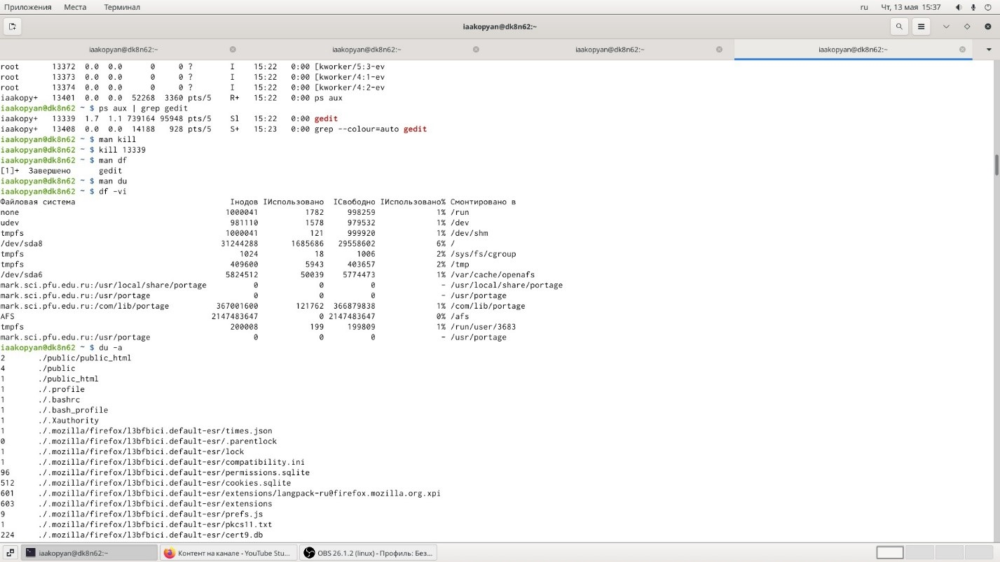 Приложения Места Терминал ru Чт, 13 мая 15:37
iaakopyan@dk8n62:~
iaakopyan@dk8n62:~ iaakopyan@dk8n62:~ iaakopyan@dk8n62:~ iaakopyan@dk8n62:~
root 13372 0.0 0.0 0 0 ? I 15:22 0:00 [kworker/5:3-ev
root 13373 0.0 0.0 0 0 ? I 15:22 0:00 [kworker/4:1-ev
root 13374 0.0 0.0 0 0 ? I 15:22 0:00 [kworker/4:2-ev
iaakopy+ 13401 0.0 0.0 52268 3360 pts/5 R+ 15:22 0:00 ps aux
iaakopyan@dk8n62 ~ $ ps aux | grep gedit
iaakopy+ 13339 1.7 1.1 739164 95948 pts/5 Sl 15:22 0:00 gedit
iaakopy+ 13408 0.0 0.0 14188 928 pts/5 S+ 15:23 0:00 grep --colour=auto gedit
iaakopyan@dk8n62 ~ $ man kill
iaakopyan@dk8n62 ~ $ kill 13339
iaakopyan@dk8n62 ~ $ man df
[1]+ Завершено gedit
iaakopyan@dk8n62 ~ $ man du
iaakopyan@dk8n62 ~ $ df -vi
Файловая система Iнодов IИспользовано IСвободно IИспользовано% Смонтировано в
none 1000041 1782 998259 1% /run
udev 981110 1578 979532 1% /dev
tmpfs 1000041 121 999920 1% /dev/shm
/dev/sda8 31244288 1685686 29558602 6% /
tmpfs 1024 18 1006 2% /sys/fs/cgroup
tmpfs 409600 5943 403657 2% /tmp
/dev/sda6 5824512 50039 5774473 1% /var/cache/openafs
mark.sci.pfu.edu.ru:/usr/local/share/portage 0 0 0 - /usr/local/share/portage
mark.sci.pfu.edu.ru:/usr/portage 0 0 0 - /usr/portage
mark.sci.pfu.edu.ru:/com/lib/portage 367001600 121762 366879838 1% /com/lib/portage
AFS 2147483647 0 2147483647 0% /afs
tmpfs 200008 199 199809 1% /run/user/3683
mark.sci.pfu.edu.ru:/usr/portage 0 0 0 - /usr/portage
iaakopyan@dk8n62 ~ $ du -a
2 ./public/public_html
4 ./public
1 ./public_html
1 ./.profile
1 ./.bashrc
1 ./.bash_profile
1 ./.Xauthority
1 ./.mozilla/firefox/l3bfbici.default-esr/times.json
0 ./.mozilla/firefox/l3bfbici.default-esr/.parentlock
1 ./.mozilla/firefox/l3bfbici.default-esr/lock
1 ./.mozilla/firefox/l3bfbici.default-esr/compatibility.ini
96 ./.mozilla/firefox/l3bfbici.default-esr/permissions.sqlite
512 ./.mozilla/firefox/l3bfbici.default-esr/cookies.sqlite
601 ./.mozilla/firefox/l3bfbici.default-esr/extensions/langpack-ru@firefox.mozilla.org.xpi
603 ./.mozilla/firefox/l3bfbici.default-esr/extensions
9 ./.mozilla/firefox/l3bfbici.default-esr/prefs.js
1 ./.mozilla/firefox/l3bfbici.default-esr/pkcs11.txt
224 ./.mozilla/firefox/l3bfbici.default-esr/cert9.db
iaakopyan@dk8n62:~ Контент на канале - YouTube Stu... OBS 26.1.2 (linux) - Профиль: Без...